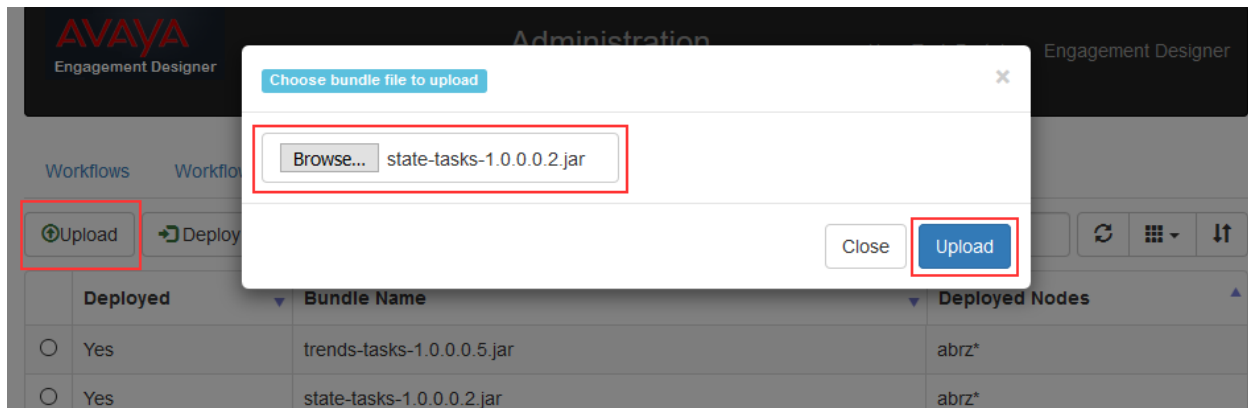 AVAYA
Engagement Designer
Administration
Engagement Designer
Choose bundle file to upload
×
Browse... state-tasks-1.0.0.0.2.jar
Workflows Workflo
Upload Deploy
Close Upload
Deployed Bundle Name Deployed Nodes
Yes trends-tasks-1.0.0.0.5.jar abrz*
Yes state-tasks-1.0.0.0.2.jar abrz*